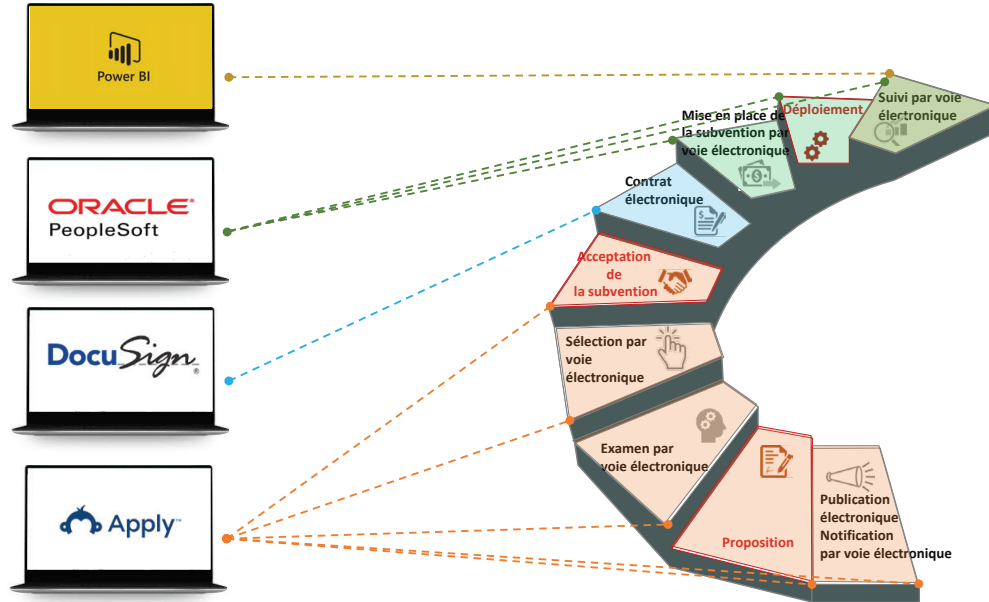 Power BI
ORACLE®
PeopleSoft
DocuSign®
Apply™
Suivi par voie
électronique
Déploiement
Mise en place de
la subvention par
voie électronique
Contrat
électronique
Acceptation
de
la subvention
Sélection par
voie
électronique
Examen par
voie électronique
Proposition
Publication
électronique
Notification
par voie électronique